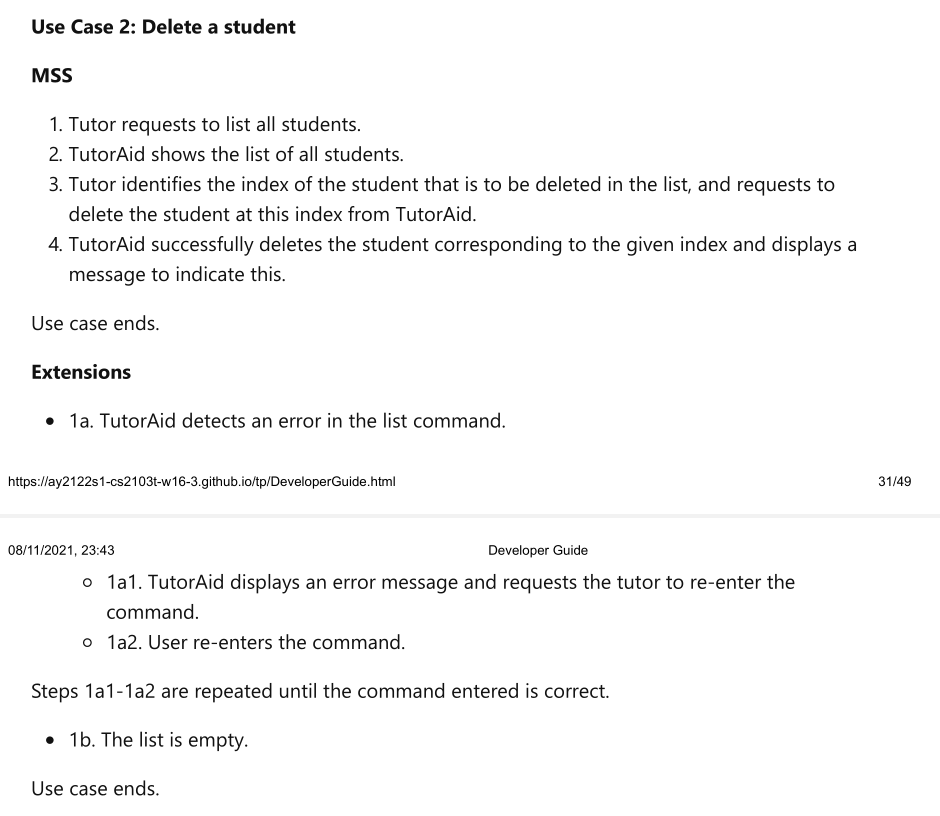 Use Case 2: Delete a student
MSS
1. Tutor requests to list all students.
2. TutorAid shows the list of all students.
3. Tutor identifies the index of the student that is to be deleted in the list, and requests to
delete the student at this index from TutorAid.
4. TutorAid successfully deletes the student corresponding to the given index and displays a
message to indicate this.
Use case ends.
Extensions
• 1a. TutorAid detects an error in the list command.
https://ay2122s1-cs2103t-w16-3.github.io/tp/DeveloperGuide.html 31/49
08/11/2021, 23:43 Developer Guide
○ 1a1. TutorAid displays an error message and requests the tutor to re-enter the
command.
○ 1a2. User re-enters the command.
Steps 1a1-1a2 are repeated until the command entered is correct.
• 1b. The list is empty.
Use case ends.